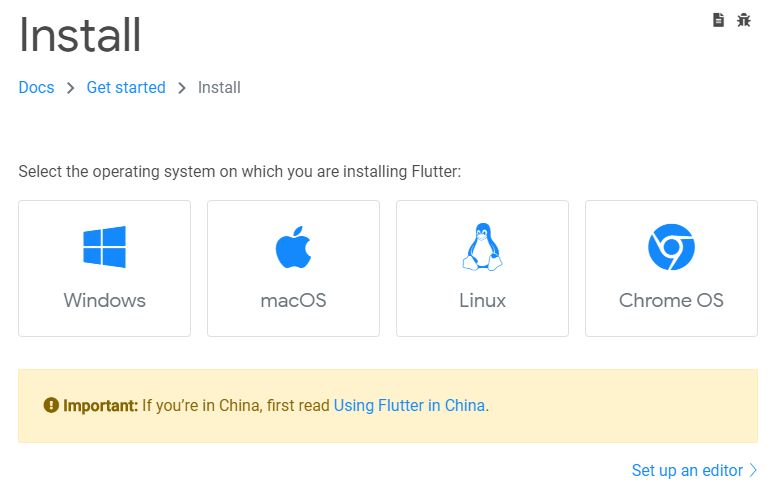 Install
Docs > Get started > Install
Select the operating system on which you are installing Flutter:
Windows
macOS
Linux
Chrome OS
Important: If you’re in China, first read Using Flutter in China.
Set up an editor >